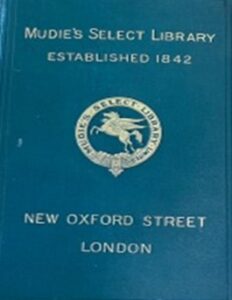 MUDIE'S SELECT LIBRARY
ESTABLISHED 1842
MUDIE'S SELECT LIBRARY
NEW OXFORD STREET
LONDON